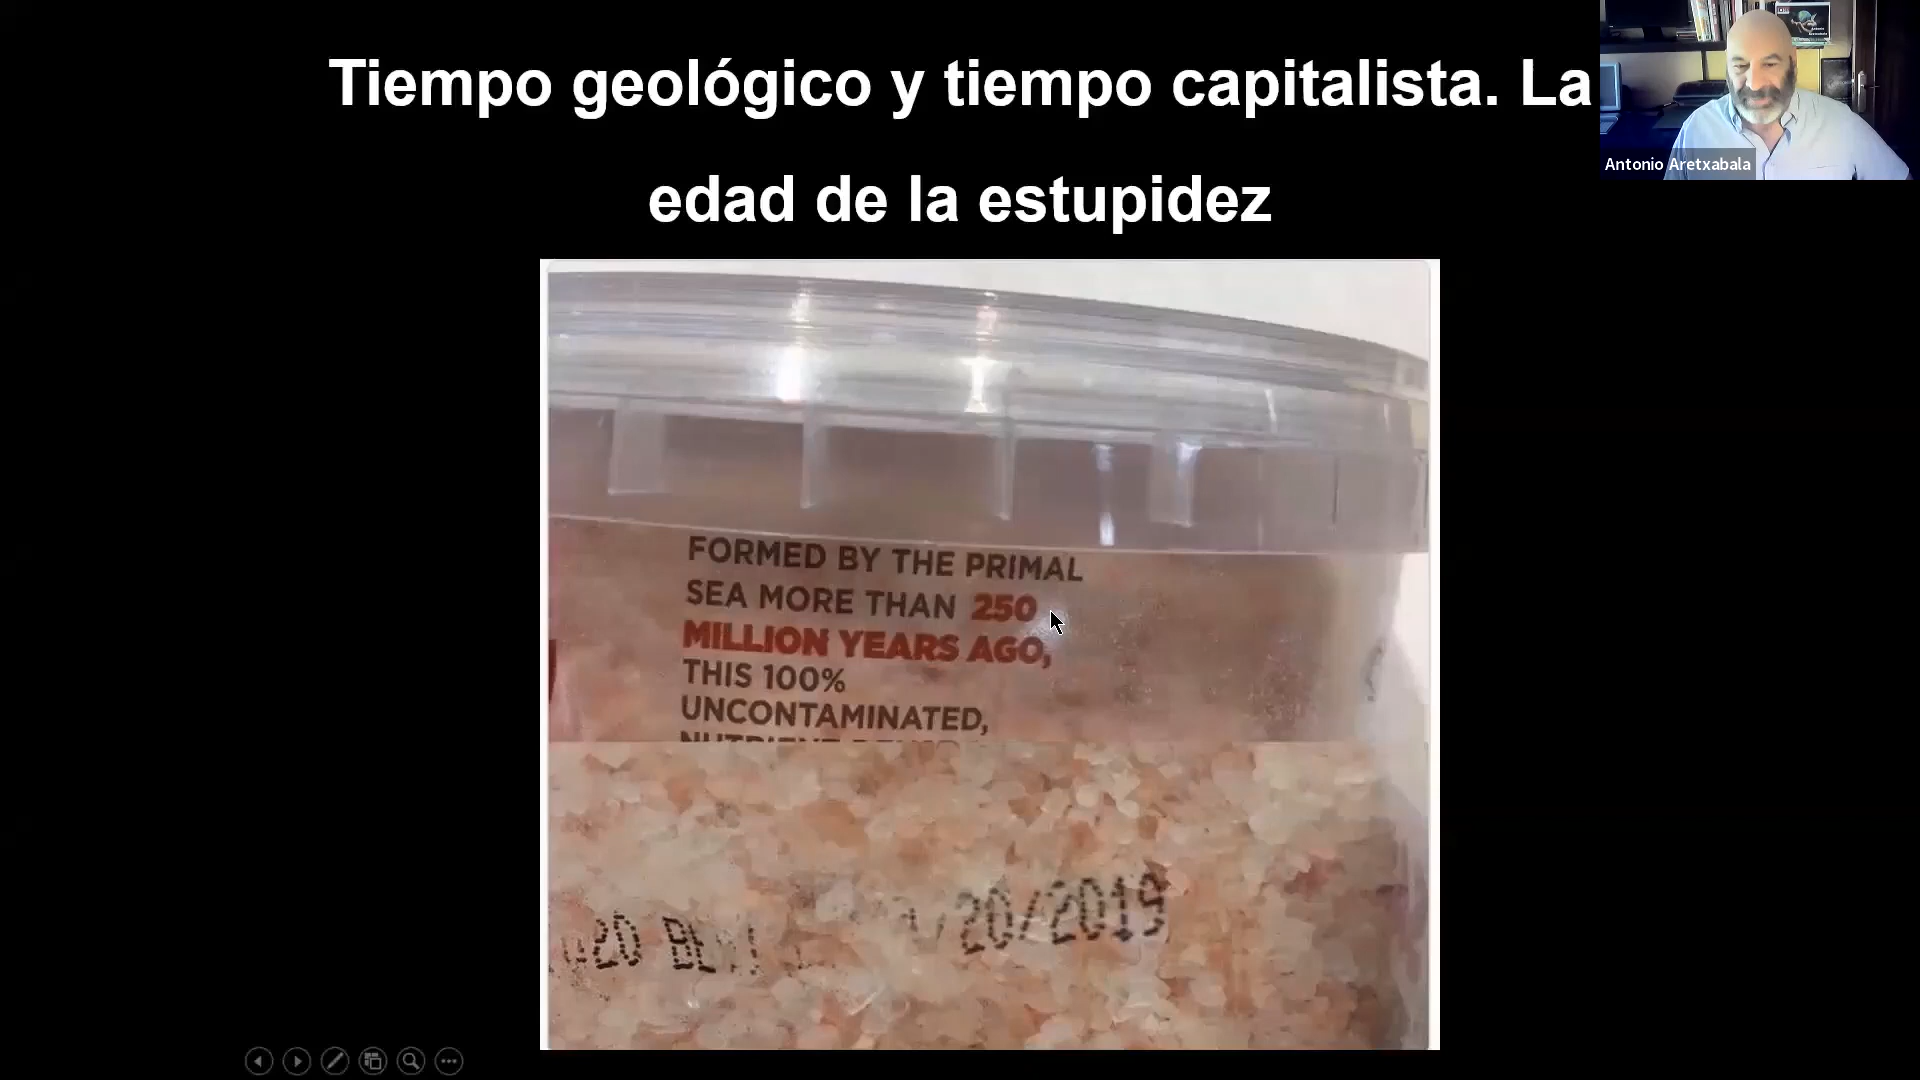 Tiempo geológico y tiempo capitalista. La
edad de la estupidez
Antonio Aretxabala
FORMED BY THE PRIMAL
SEA MORE THAN 250
MILLION YEARS AGO,
THIS 100%
UNCONTAMINATED,
20/2019